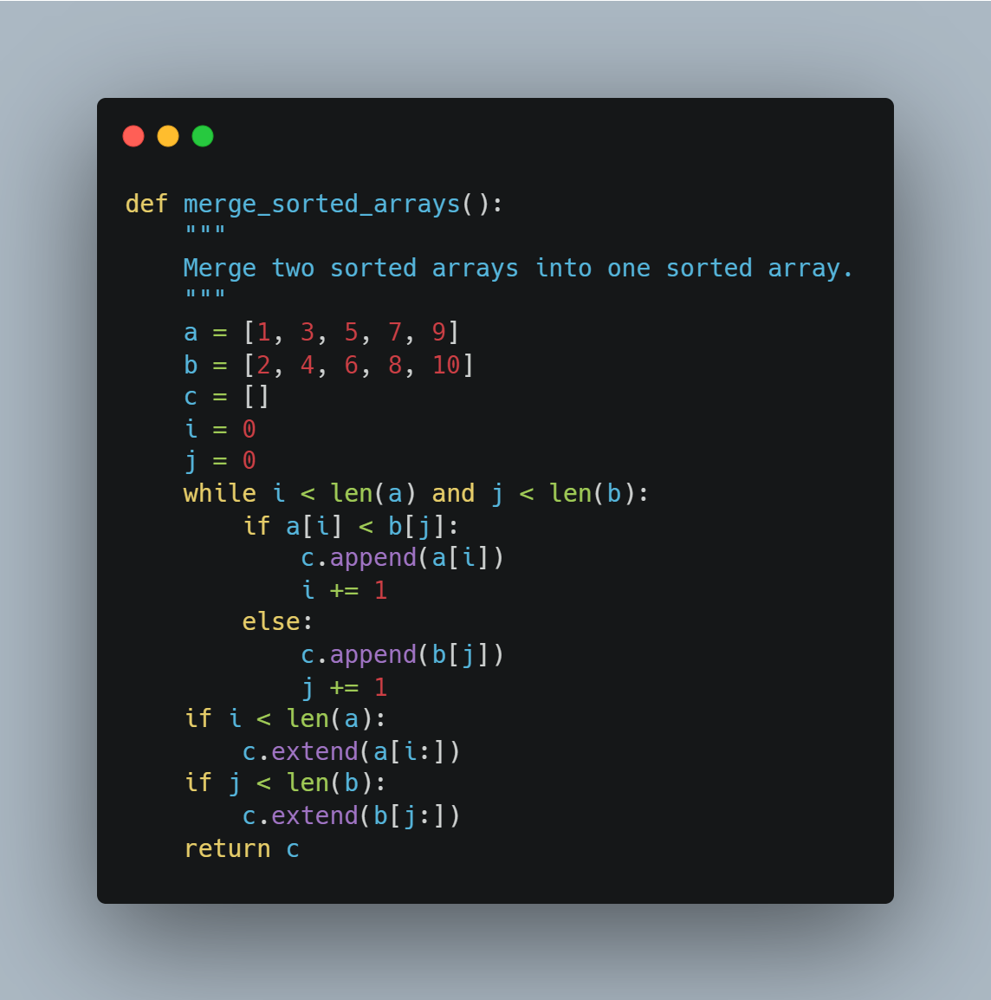 def merge_sorted_arrays():
    """
    Merge two sorted arrays into one sorted array.
    """
    a = [1, 3, 5, 7, 9]
    b = [2, 4, 6, 8, 10]
    c = []
    i = 0
    j = 0
    while i < len(a) and j < len(b):
        if a[i] < b[j]:
            c.append(a[i])
            i += 1
        else:
            c.append(b[j])
            j += 1
    if i < len(a):
        c.extend(a[i:])
    if j < len(b):
        c.extend(b[j:])
    return c